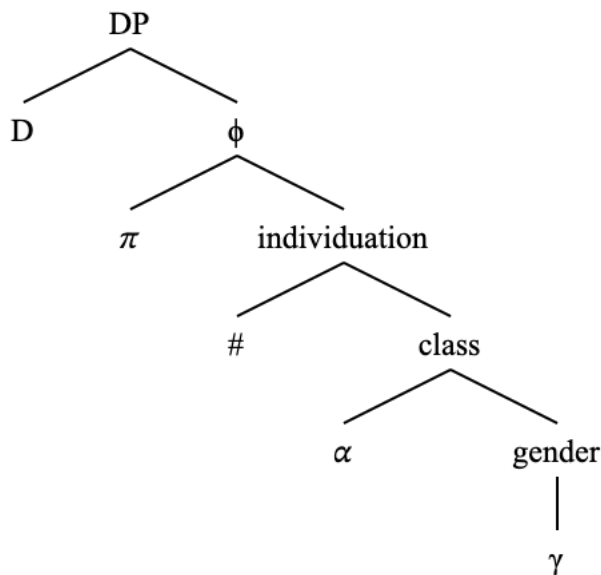 DP
D ϕ
π individuation
# class
α gender
γ